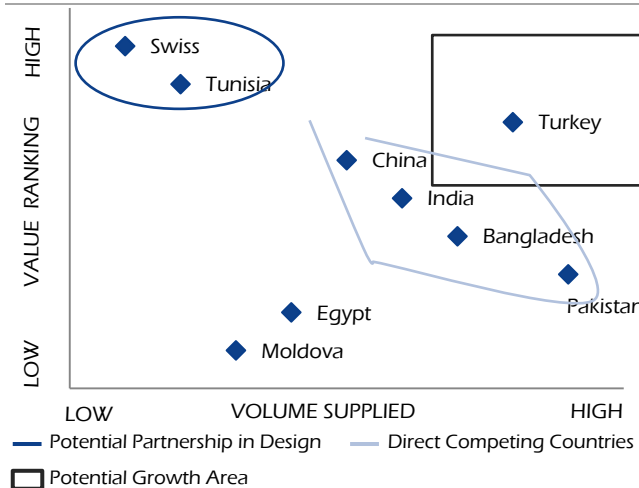 HIGH
VALUE RANKING
LOW
Swiss
Tunisia
Turkey
China
India
Bangladesh
Pakistan
Egypt
Moldova
LOW VOLUME SUPPLIED HIGH
Potential Partnership in Design Direct Competing Countries
Potential Growth Area